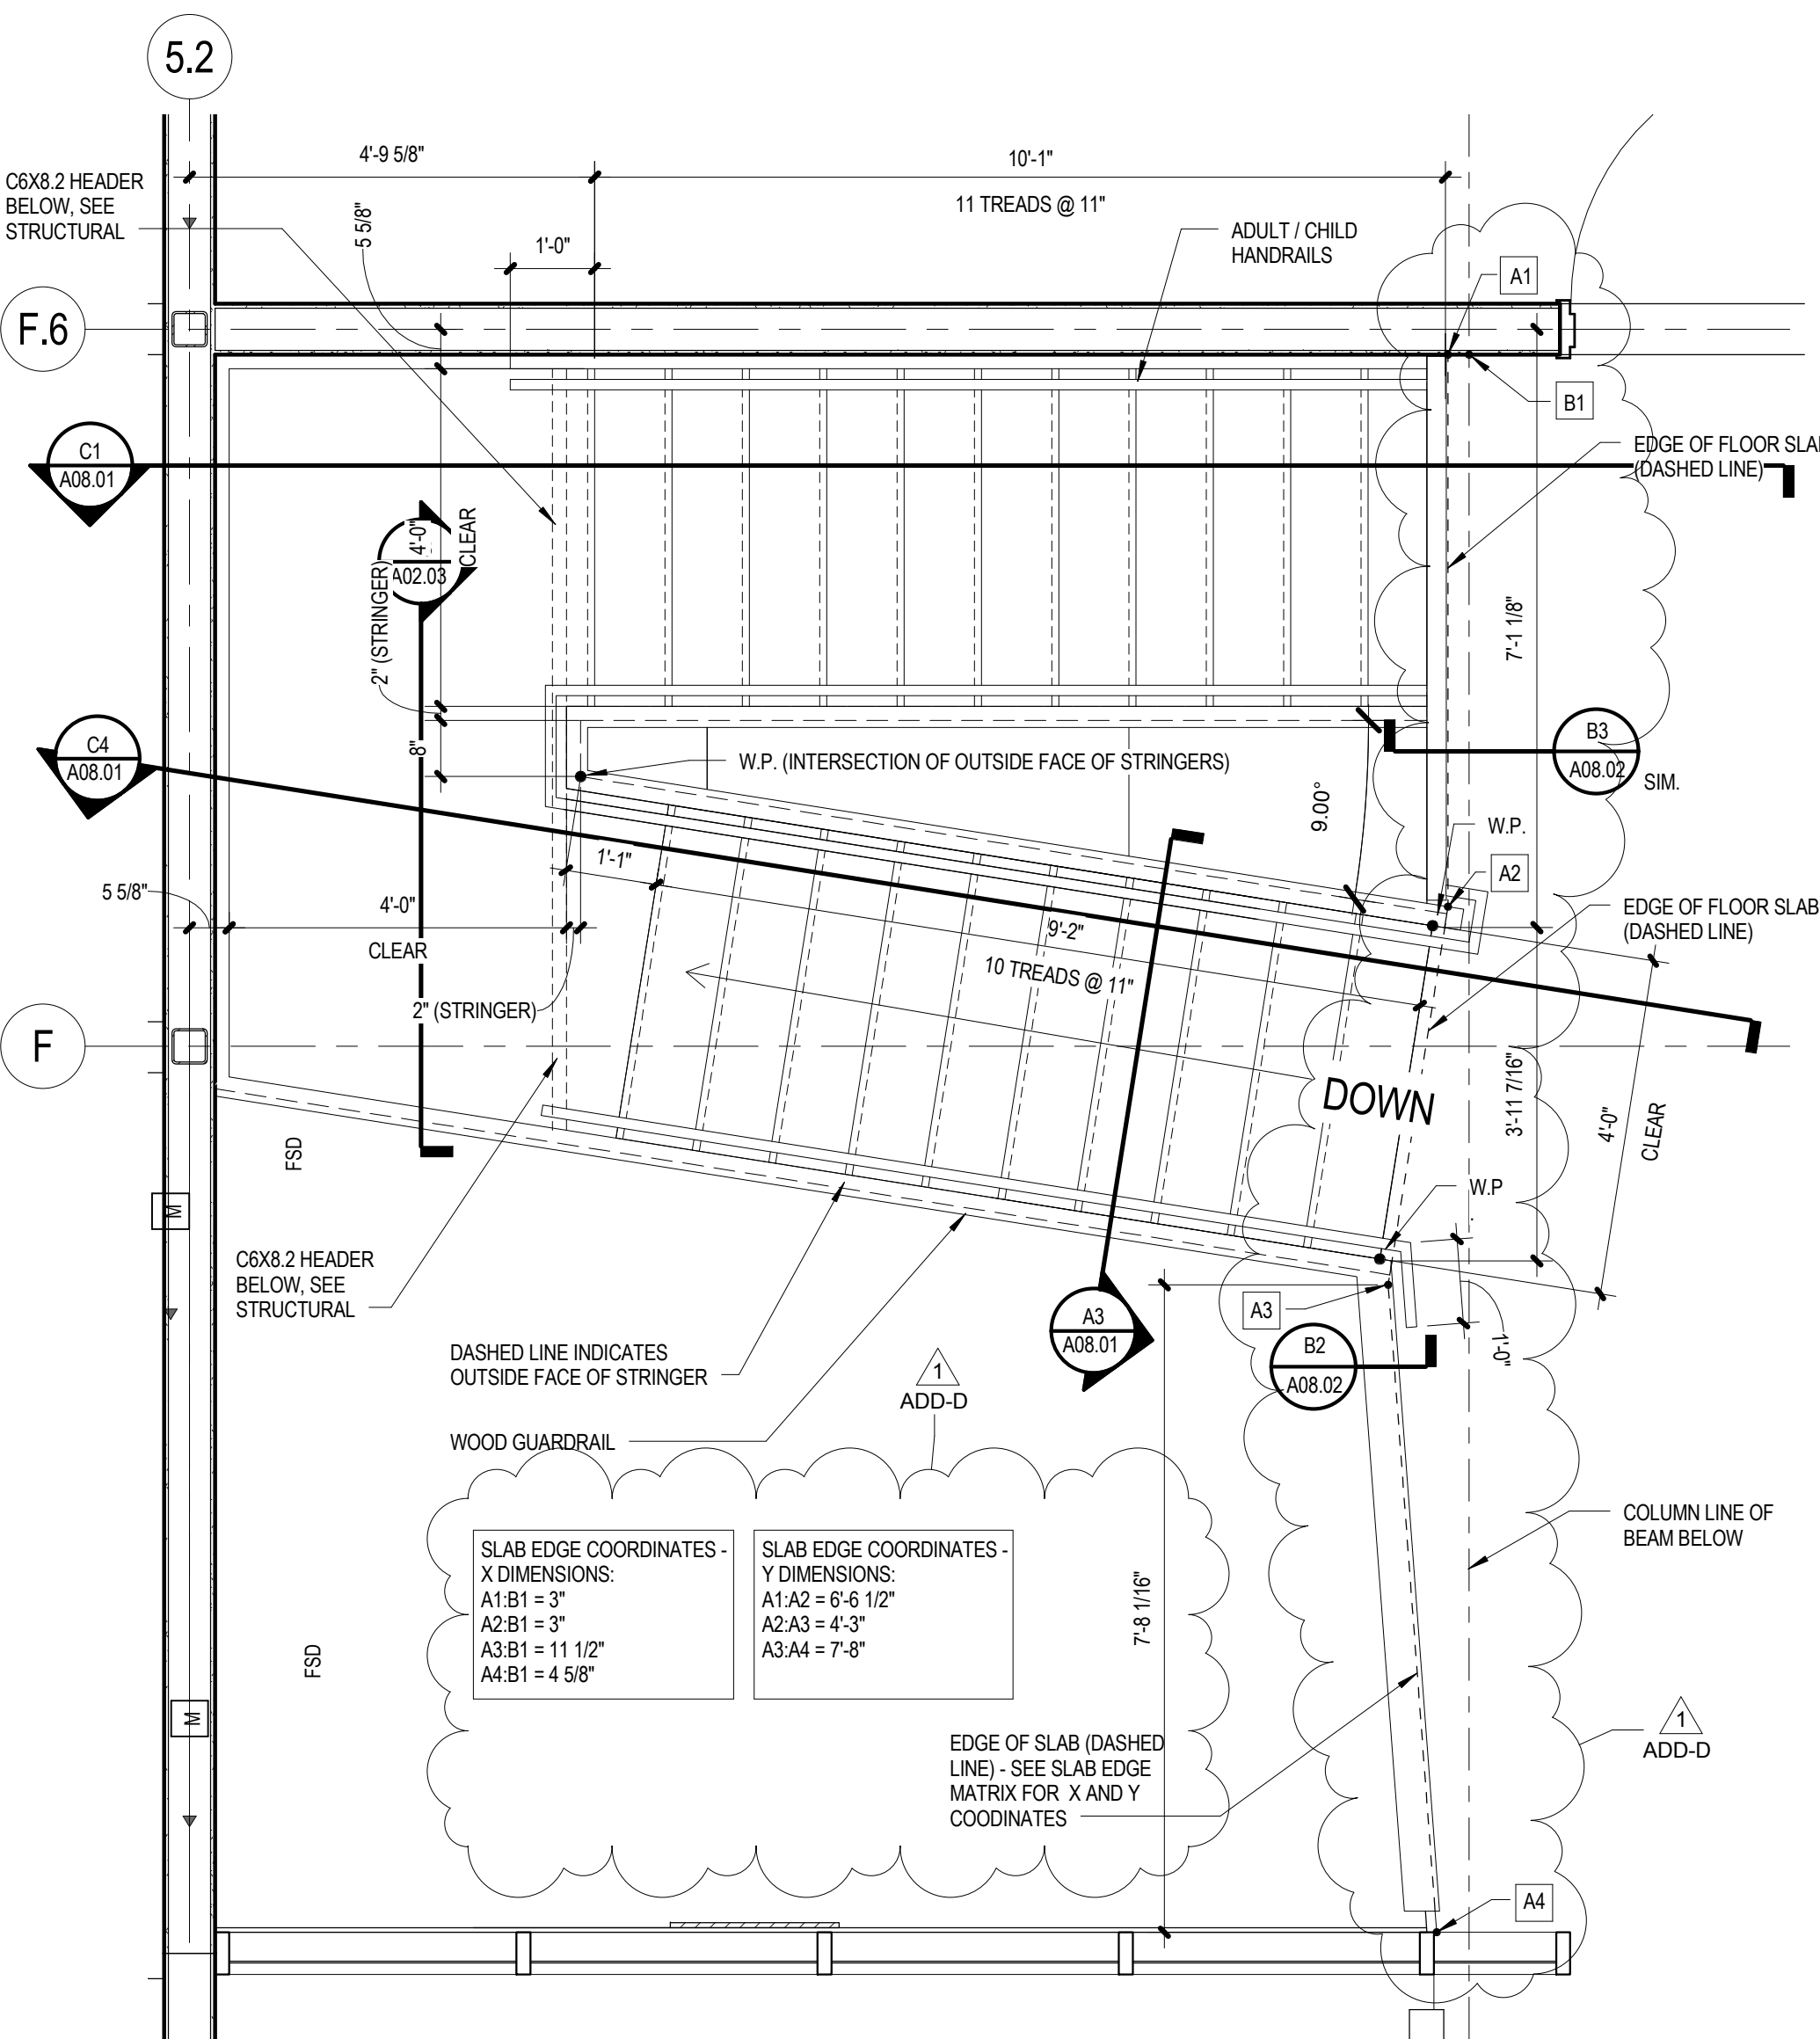 5.2
4'-9 5/8"
10'-1"
11 TREADS @ 11"
C6X8.2 HEADER
BELOW, SEE
STRUCTURAL
5 5/8"
1'-0"
ADULT / CHILD
HANDRAILS
A1
F.6
B1
C1
A08.01
EDGE OF FLOOR SLAB
(DASHED LINE)
4'-0"
CLEAR
A02.03
2" (STRINGER)
7'-1 1/8"
C4
A08.01
8"
W.P. (INTERSECTION OF OUTSIDE FACE OF STRINGERS)
B3
A08.02
SIM.
9.00°
W.P.
1'-1"
A2
5 5/8"
4'-0"
CLEAR
9'-2"
10 TREADS @ 11"
EDGE OF FLOOR SLAB
(DASHED LINE)
2" (STRINGER)
F
DOWN
3'-11 7/16"
4'-0"
CLEAR
FSD
M
W.P.
C6X8.2 HEADER
BELOW, SEE
STRUCTURAL
A3
A3
A08.01
B2
A08.02
1'-0"
DASHED LINE INDICATES
OUTSIDE FACE OF STRINGER
1
ADD-D
WOOD GUARDRAIL
COLUMN LINE OF
BEAM BELOW
SLAB EDGE COORDINATES -
X DIMENSIONS:
A1:B1 = 3"
A2:B1 = 3"
A3:B1 = 11 1/2"
A4:B1 = 4 5/8"
SLAB EDGE COORDINATES -
Y DIMENSIONS:
A1:A2 = 6'-6 1/2"
A2:A3 = 4'-3"
A3:A4 = 7'-8"
7'-8 1/16"
FSD
M
EDGE OF SLAB (DASHED
LINE) - SEE SLAB EDGE
MATRIX FOR X AND Y
COODINATES
1
ADD-D
A4